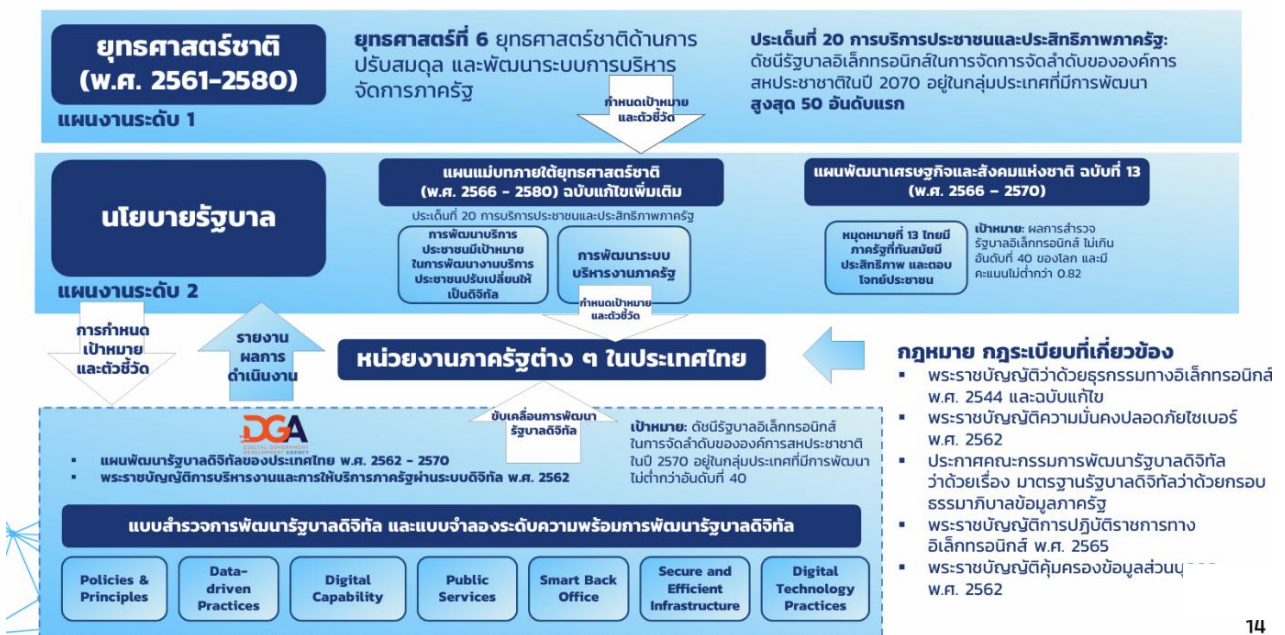 ยุทธศาสตร์ชาติ
(พ.ศ. 2561-2580)
แผนงานระดับ 1
ยุทธศาสตร์ที่ 6 ยุทธศาสตร์ชาติด้านการ
ปรับสมดุล และพัฒนาระบบการบริหาร
จัดการภาครัฐ
กำหนดเป้าหมาย
และตัวชี้วัด
ประเด็นที่ 20 การบริการประชาชนและประสิทธิภาพภาครัฐ:
ดัชนีรัฐบาลอิเล็กทรอนิกส์ในการจัดการจัดลำดับขององค์การ
สหประชาชาติในปี 2070 อยู่ในกลุ่มประเทศที่มีการพัฒนา
สูงสุด 50 อันดับแรก
นโยบายรัฐบาล
แผนงานระดับ 2
แผนแม่บทภายใต้ยุทธศาสตร์ชาติ
(พ.ศ. 2566 - 2580) ฉบับแก้ไขเพิ่มเติม
ประเด็นที่ 20 การบริการประชาชนและประสิทธิภาพภาครัฐ
การพัฒนาบริการ
ประชาชนมีเป้าหมาย
ในการพัฒนางานบริการ
ประชาชนปรับเปลี่ยนให้
เป็นดิจิทัล
การพัฒนาระบบ
บริหารงานภาครัฐ
กำหนดเป้าหมาย
และตัวชี้วัด
แผนพัฒนาเศรษฐกิจและสังคมแห่งชาติ ฉบับที่ 13
(พ.ศ. 2566 – 2570)
หมุดหมายที่ 13 ไทยมี
ภาครัฐที่ทันสมัยมี
ประสิทธิภาพ และตอบ
โจทย์ประชาชน
เป้าหมาย: ผลการสำรวจ
รัฐบาลอิเล็กทรอนิกส์ ไม่เกิน
อันดับที่ 40 ของโลก และมี
คะแนนไม่ต่ำกว่า 0.82
การกำหนด
เป้าหมาย
และตัวชี้วัด
รายงาน
ผลการ
ดำเนินงาน
หน่วยงานภาครัฐต่าง ๆ ในประเทศไทย
กฎหมาย กฎระเบียบที่เกี่ยวข้อง
▪ พระราชบัญญัติว่าด้วยธุรกรรมทางอิเล็กทรอนิกส์
พ.ศ. 2544 และฉบับแก้ไข
▪ พระราชบัญญัติความมั่นคงปลอดภัยไซเบอร์
พ.ศ. 2562
▪ ประกาศคณะกรรมการพัฒนารัฐบาลดิจิทัล
ว่าด้วยเรื่อง มาตรฐานรัฐบาลดิจิทัลว่าด้วยกรอบ
ธรรมาภิบาลข้อมูลภาครัฐ
▪ พระราชบัญญัติการปฏิบัติราชการทาง
อิเล็กทรอนิกส์ พ.ศ. 2565
▪ พระราชบัญญัติคุ้มครองข้อมูลส่วน
พ.ศ. 2562
DGA
DIGITAL GOVERNMENT
DEVELOPMENT AGENCY
ขับเคลื่อนการพัฒนา
รัฐบาลดิจิทัล
เป้าหมาย: ดัชนีรัฐบาลอิเล็กทรอนิกส์
ในการจัดลำดับขององค์การสหประชาชาติ
ในปี 2570 อยู่ในกลุ่มประเทศที่มีการพัฒนา
ไม่ต่ำกว่าอันดับที่ 40
▪ แผนพัฒนารัฐบาลดิจิทัลของประเทศไทย พ.ศ. 2562 – 2570
▪ พระราชบัญญัติการบริหารงานและการให้บริการภาครัฐผ่านระบบดิจิทัล พ.ศ. 2562
แบบสำรวจการพัฒนารัฐบาลดิจิทัล และแบบจำลองระดับความพร้อมการพัฒนารัฐบาลดิจิทัล
Policies &
Principles
Data-
driven
Practices
Digital
Capability
Public
Services
Smart Back
Office
Secure and
Efficient
Infrastructure
Digital
Technology
Practices
14